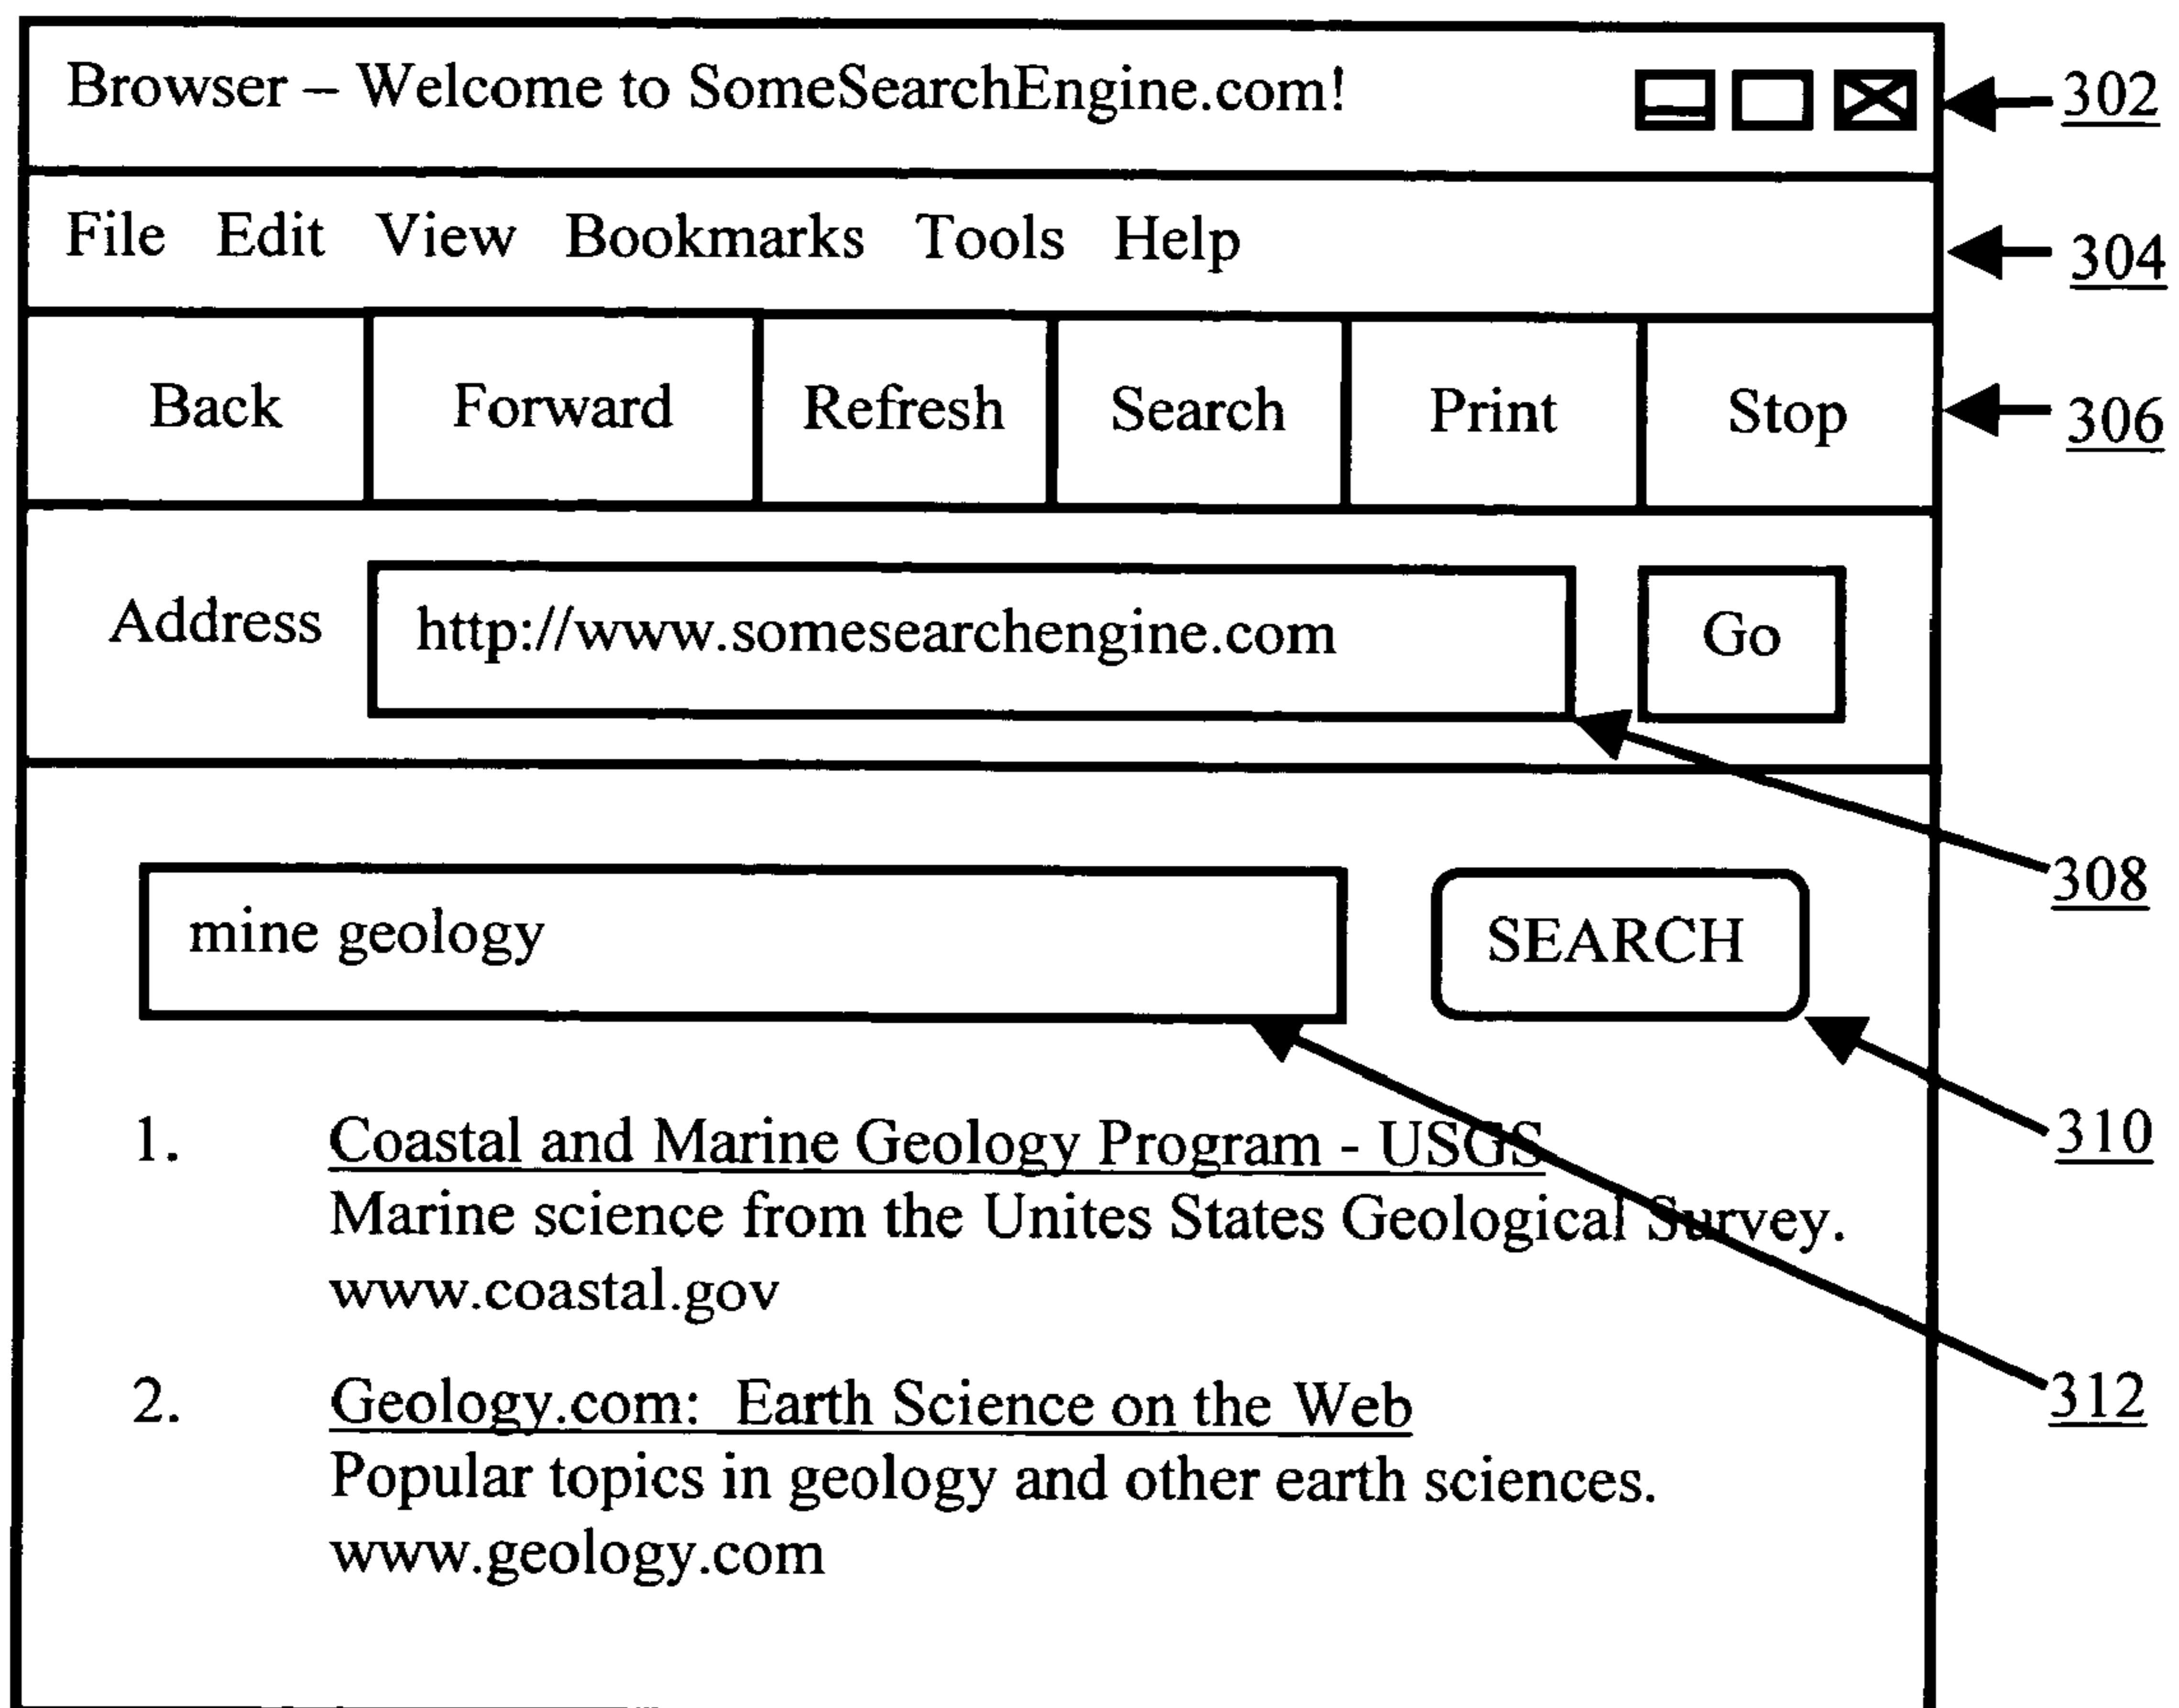 Browser – Welcome to SomeSearchEngine.com!
302
File Edit View Bookmarks Tools Help
304
Back Forward Refresh Search Print Stop
306
Address http://www.somesearchengine.com Go
308
mine geology SEARCH
310
1. Coastal and Marine Geology Program - USGS
Marine science from the Unites States Geological Survey.
www.coastal.gov
312
2. Geology.com: Earth Science on the Web
Popular topics in geology and other earth sciences.
www.geology.com